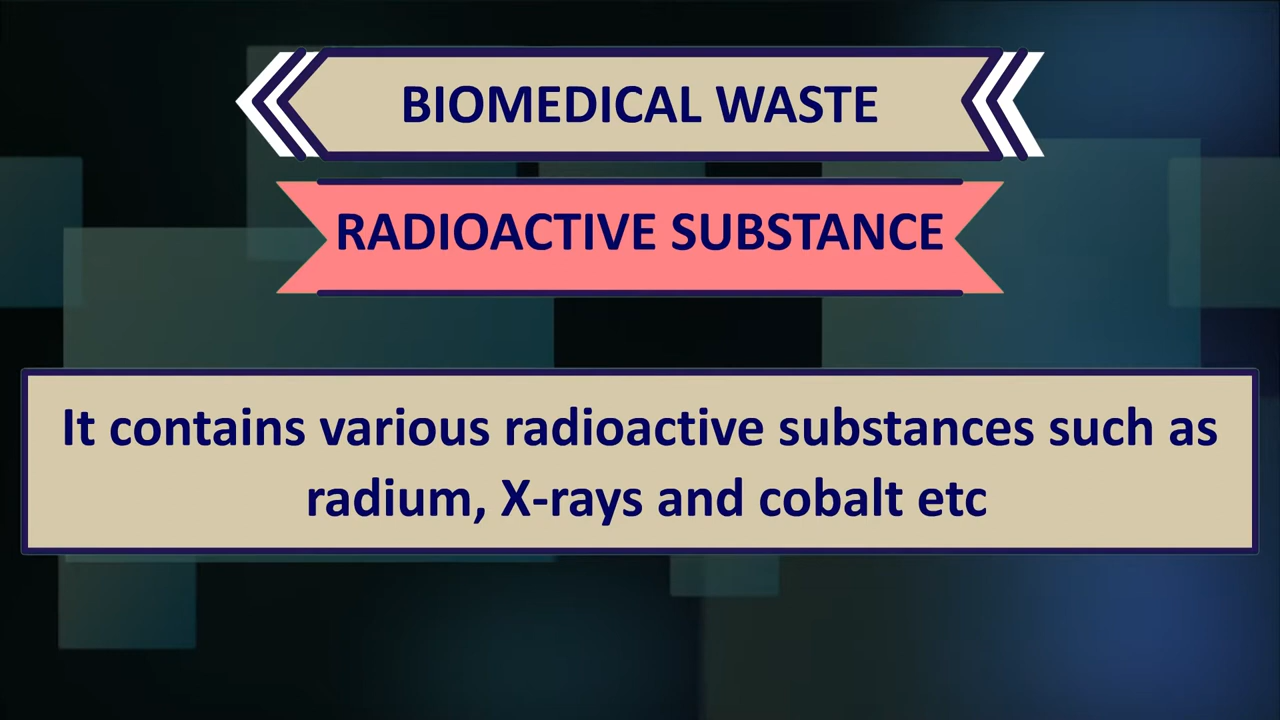 BIOMEDICAL WASTE
RADIOACTIVE SUBSTANCE
It contains various radioactive substances such as
radium, X-rays and cobalt etc